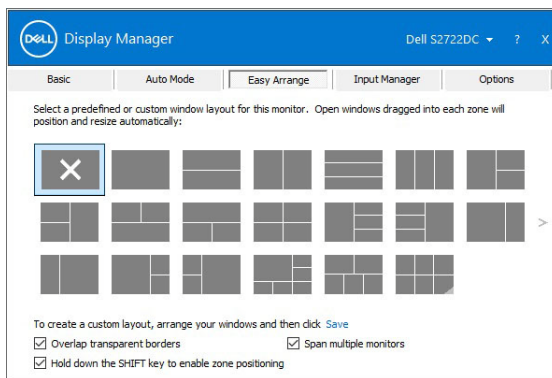 DELL Display Manager Dell S2722DC ? X
Basic Auto Mode Easy Arrange Input Manager Options
Select a predefined or custom window layout for this monitor. Open windows dragged into each zone will
position and resize automatically:
To create a custom layout, arrange your windows and then click Save
Overlap transparent borders Span multiple monitors
Hold down the SHIFT key to enable zone positioning